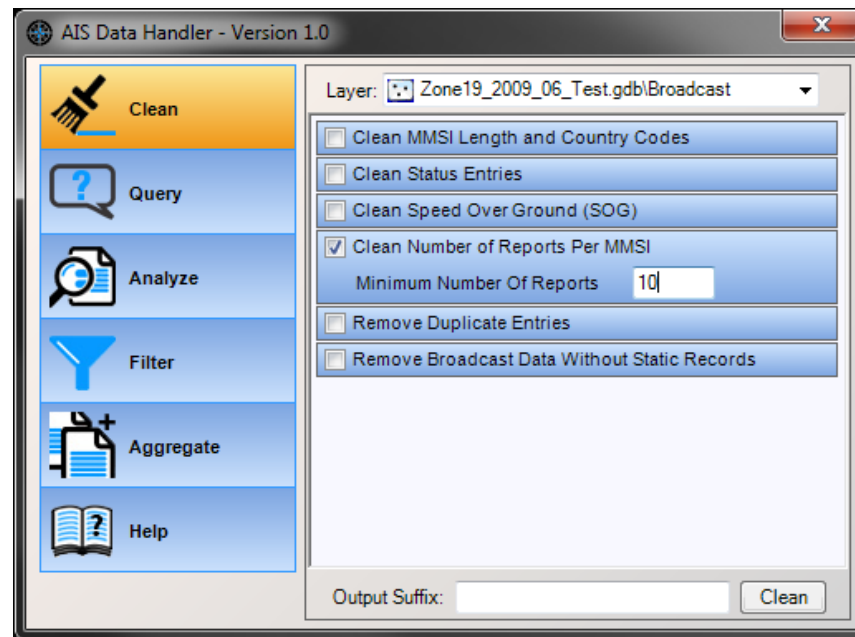 AIS Data Handler - Version 1.0
Clean
Query
Analyze
Filter
Aggregate
Help
Layer: Zone19_2009_06_Test.gdb\Broadcast
Clean MMSI Length and Country Codes
Clean Status Entries
Clean Speed Over Ground (SOG)
Clean Number of Reports Per MMSI
Minimum Number Of Reports 10
Remove Duplicate Entries
Remove Broadcast Data Without Static Records
Output Suffix: Clean